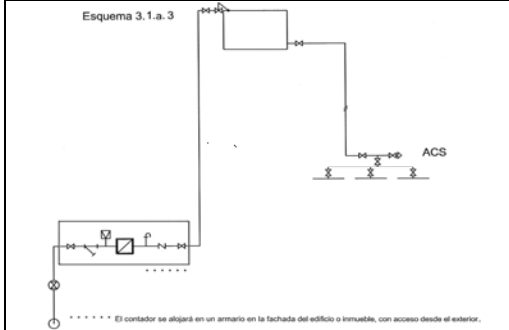 Esquema 3.1.a.3
ACS
* * * * * *
* * * * * * El contador se alojará en un armario en la fachada del edificio o inmueble, con acceso desde el exterior.